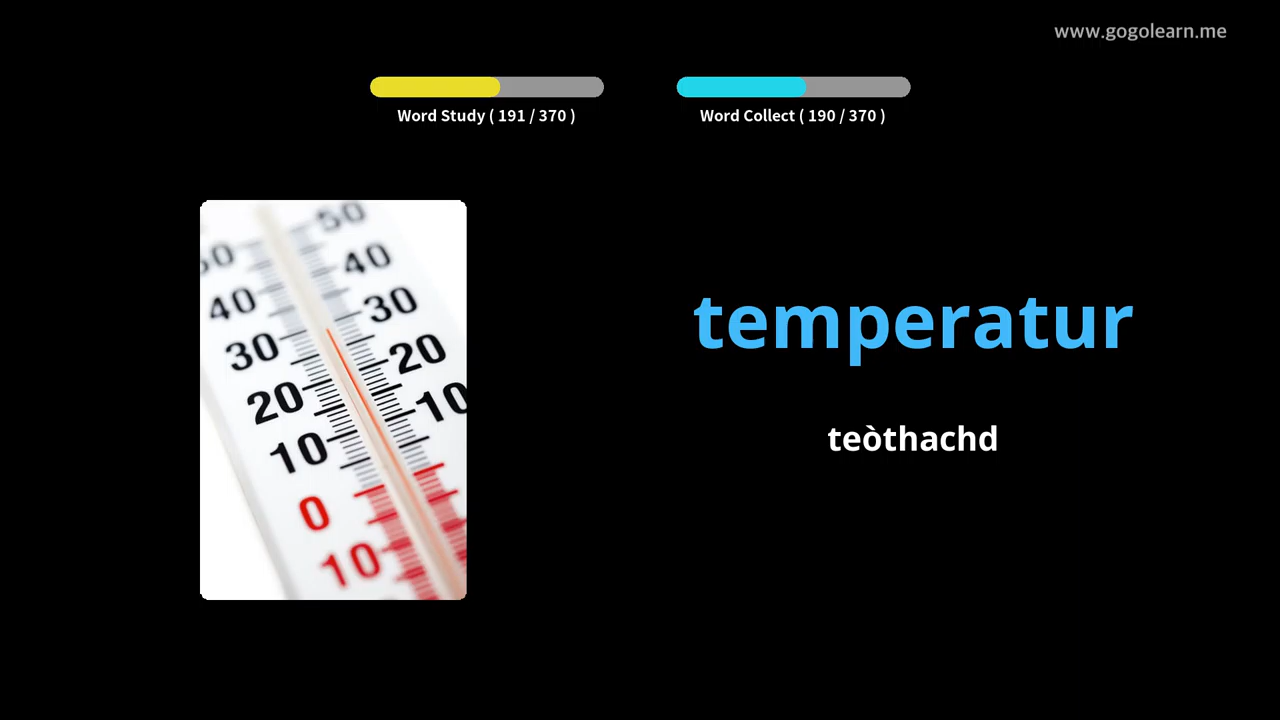 www.gogolearn.me
Word Study ( 191 / 370 )
Word Collect ( 190 / 370 )
50
50
40
40
30
30
20
20
10
10
0
10
temperatur
teòthachd